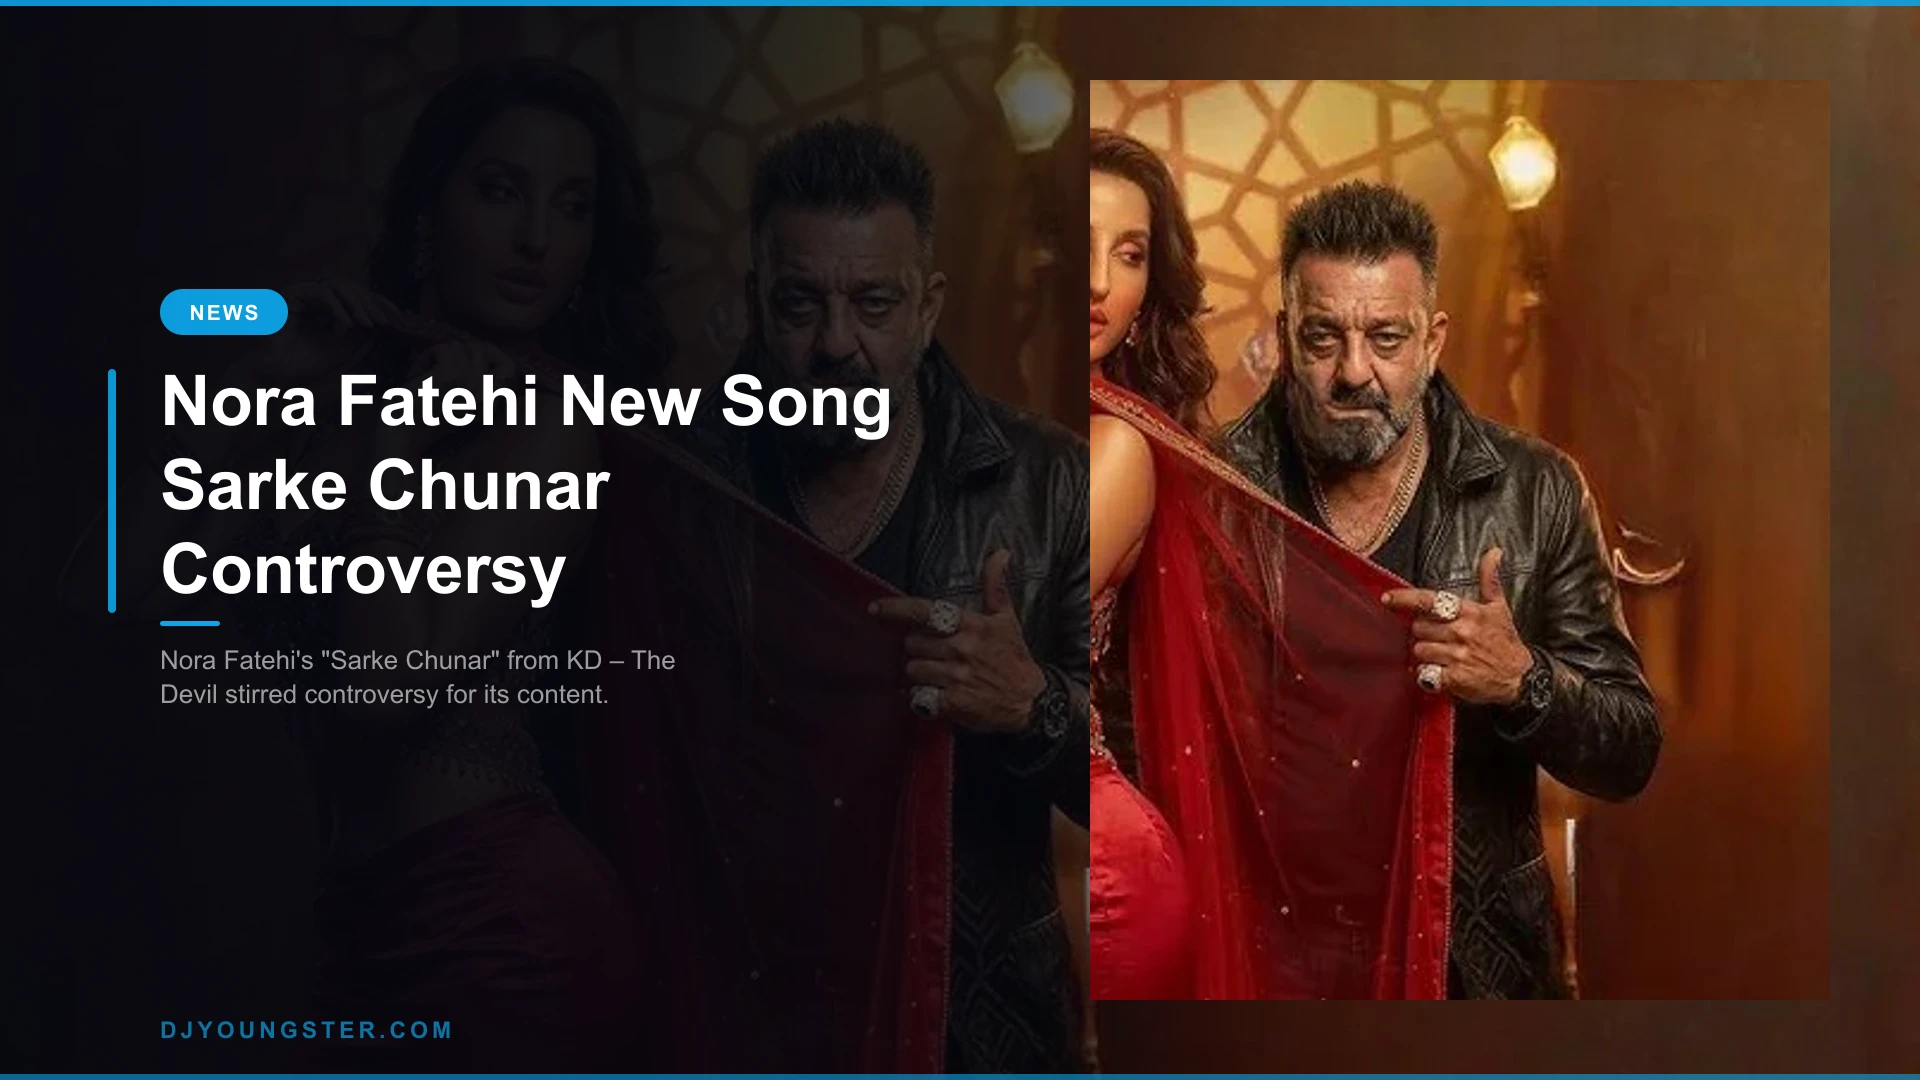 NEWS
Nora Fatehi New Song
Sarke Chunar
Controversy
Nora Fatehi's "Sarke Chunar" from KD – The
Devil stirred controversy for its content.
DJYOUNGSTER.COM